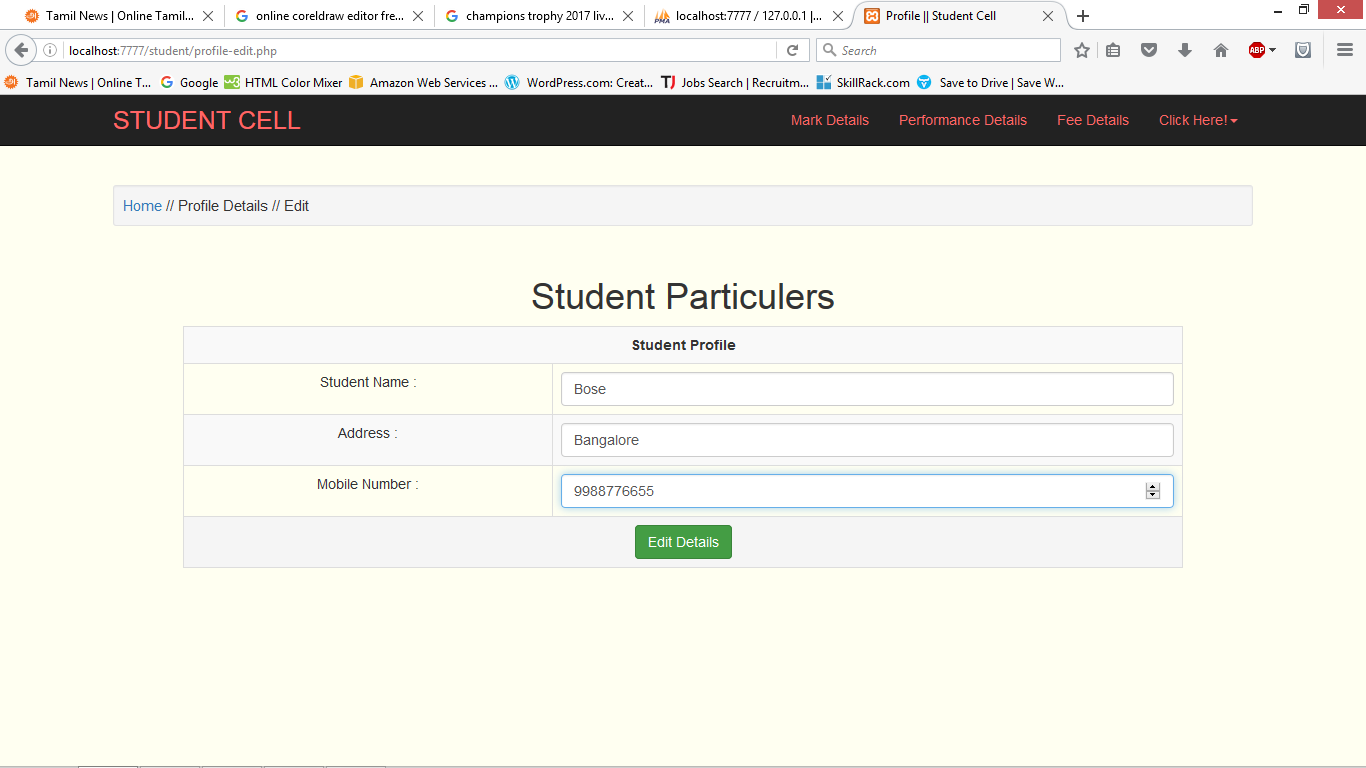 Tamil News | Online Tamil...
online coreldraw editor fre...
champions trophy 2017 liv...
PMA
localhost:7777 / 127.0.0.1 |...
Profile || Student Cell
localhost:7777/student/profile-edit.php
Search
ABP
Tamil News | Online T...
Google
HTML Color Mixer
Amazon Web Services ...
WordPress.com: Creat...
TJ
Jobs Search | Recruitm...
SkillRack.com
Save to Drive | Save W...
STUDENT CELL
Mark Details
Performance Details
Fee Details
Click Here!
Home // Profile Details // Edit
Student Particulers
Student Profile
Student Name :
Bose
Address :
Bangalore
Mobile Number :
9988776655
Edit Details